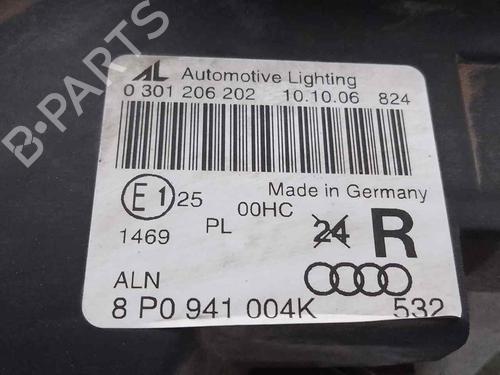 AL Automotive Lighting
0 301 206 202 10.10.06 824
E1 25
Made in Germany
00HC
1469 PL 24 R
ALN
8 P0 941 004K 532
B-PARTS